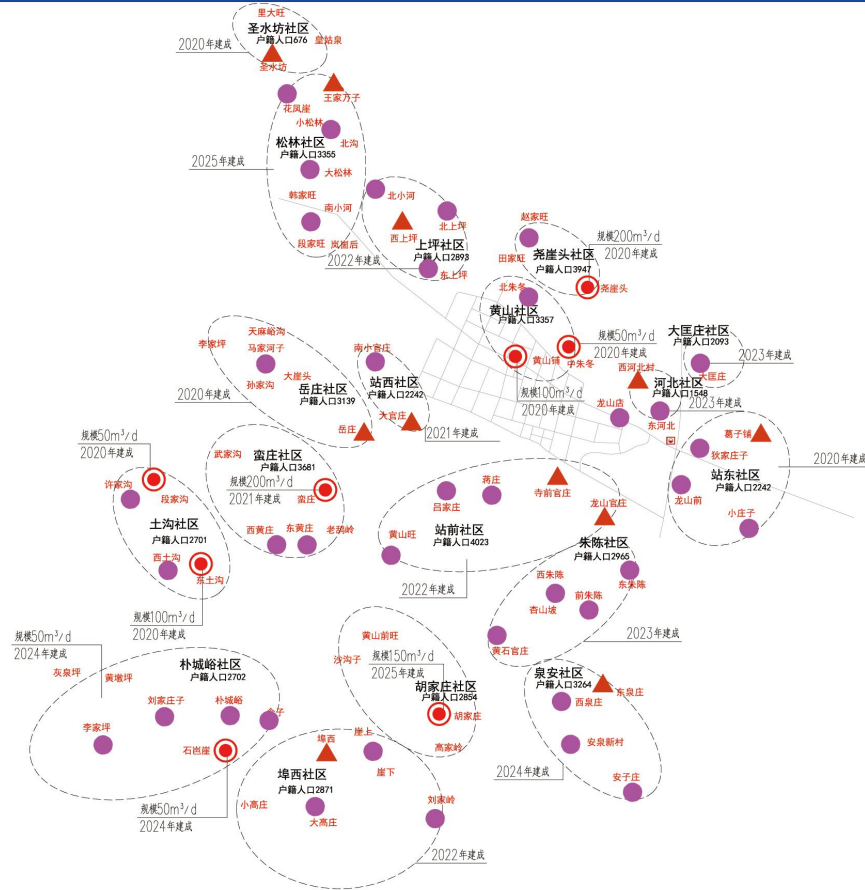 里大旺
圣水坊社区
户籍人口676
皇姑泉
2020年建成
圣水坊
王家乃子
花凤崖
小松林
北沟
松林社区
户籍人口3355
2025年建成
大松林
韩家旺
南小河
段家旺
岚崮后
北小河
北上坪
西上坪
上坪社区
户籍人口2893
2022年建成
东上坪
赵家旺
规模200m³/d
2020年建成
田家旺
尧崖头社区
户籍人口3947
尧崖头
北朱冬
黄山社区
户籍人口3357
规模50m³/d
2020年建成
黄山铺
中朱冬
规模100m³/d
2020年建成
大匡庄社区
户籍人口2093
2023年建成
大匡庄
西河北村
河北社区
户籍人口1548
2023年建成
龙山店
东河北
天麻峪沟
李家坪
马家河子
大崖头
孙家沟
岳庄社区
户籍人口3139
2020年建成
岳庄
南小官庄
站西社区
户籍人口2242
大官庄
2021年建成
葛子铺
狄家庄子
2020年建成
站东社区
户籍人口2242
龙山前
小庄子
规模50m³/d
2020年建成
许家沟
段家沟
土沟社区
户籍人口2701
西土沟
东土沟
规模100m³/d
2020年建成
武家沟
蛮庄社区
户籍人口3681
规模200m³/d
2021年建成
蛮庄
西黄庄
东黄庄
老鸹岭
蒋庄
吕家庄
寺前官庄
龙山官庄
站前社区
户籍人口4023
黄山旺
2022年建成
朱陈社区
户籍人口2965
西朱陈
东朱陈
前朱陈
杏山坡
黄石官庄
2023年建成
规模50m³/d
2024年建成
灰泉坪
黄墩坪
朴城峪社区
户籍人口2702
刘家庄子
朴城峪
李家坪
石岜崖
规模50m³/d
2024年建成
黄山前旺
沙沟子
规模150m³/d
2025年建成
胡家庄社区
户籍人口2854
胡家庄
高家岭
泉安社区
户籍人口3264
东泉庄
西泉庄
安泉新村
2024年建成
安子庄
埠西
崖上
崖下
埠西社区
户籍人口2871
小高庄
大高庄
刘家岭
2022年建成